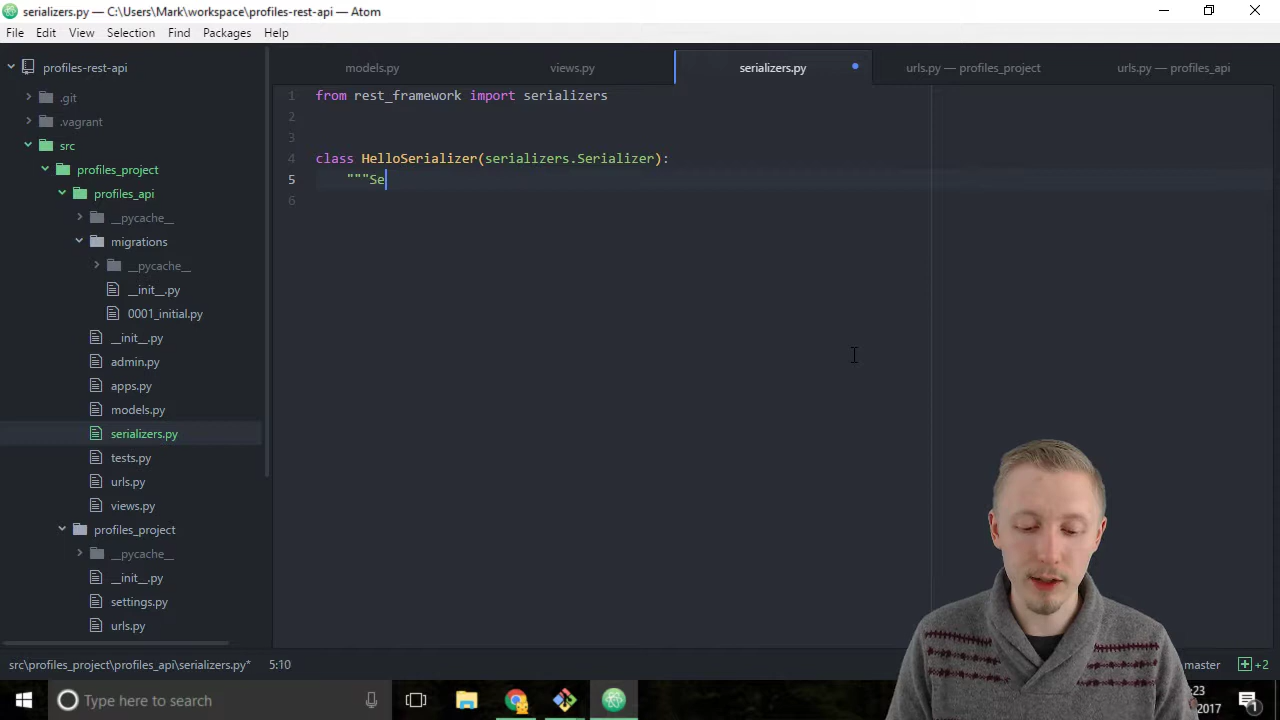 serializers.py — C:\Users\Mark\workspace\profiles-rest-api — Atom
File Edit View Selection Find Packages Help
profiles-rest-api
.git
.vagrant
src
profiles_project
profiles_api
__pycache__
migrations
__pycache__
__init__.py
0001_initial.py
__init__.py
admin.py
apps.py
models.py
serializers.py
tests.py
urls.py
views.py
profiles_project
__pycache__
__init__.py
settings.py
urls.py
models.py views.py serializers.py urls.py — profiles_project urls.py — profiles_api
1 from rest_framework import serializers
2
3
4 class HelloSerializer(serializers.Serializer):
5 """Se
6
src\profiles_project\profiles_api\serializers.py* 5:10 master +2
Type here to search
:23
2017
1